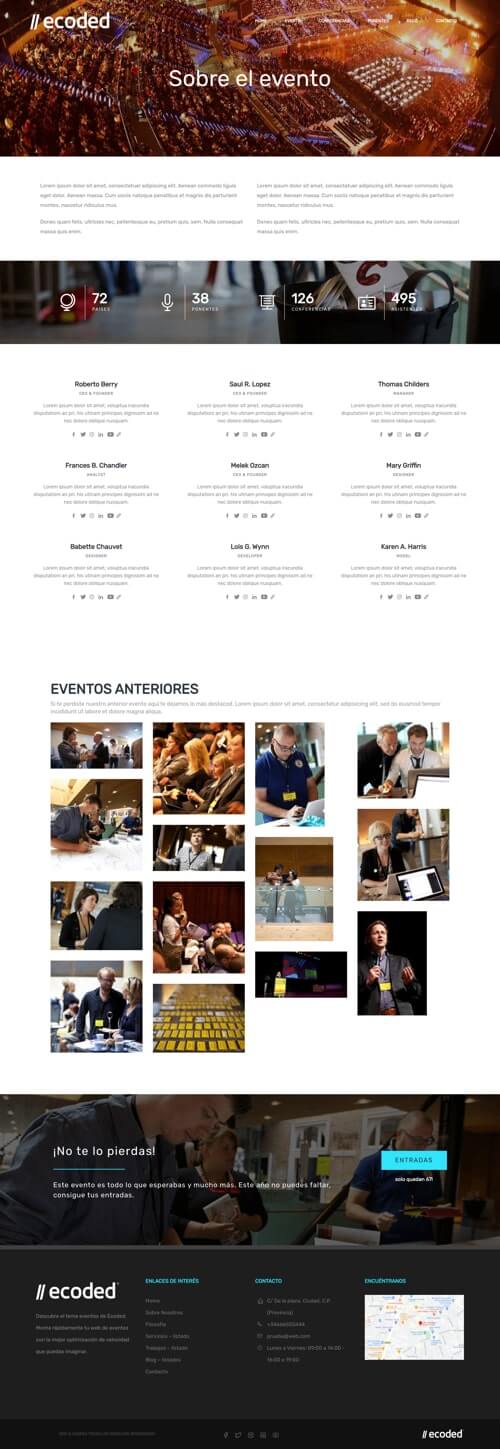 // ecoded
HOME EVENTO CONFERENCIAS PONENTES BLOG CONTACTO
Sobre el evento
Lorem ipsum dolor sit amet, consectetuer adipiscing elit. Aenean commodo ligula
eget dolor. Aenean massa. Cum sociis natoque penatibus et magnis dis parturient
montes, nascetur ridiculus mus.
Donec quam felis, ultricies nec, pellentesque eu, pretium quis, sem. Nulla consequat
massa quis enim.
Lorem ipsum dolor sit amet, consectetuer adipiscing elit. Aenean commodo ligula
eget dolor. Aenean massa. Cum sociis natoque penatibus et magnis dis parturient
montes, nascetur ridiculus mus.
Donec quam felis, ultricies nec, pellentesque eu, pretium quis, sem. Nulla consequat
massa quis enim.
72
PAÍSES
38
PONENTES
126
CONFERENCIAS
495
ASISTENTES
Roberto Berry
CEO & FOUNDER
Lorem ipsum dolor sit amet, voluptua iracundia
disputationi an pri, his utinam principes dignissim ad ne
nec dolore oblique nusquam.
Saul R. Lopez
CEO & FOUNDER
Lorem ipsum dolor sit amet, voluptua iracundia
disputationi an pri, his utinam principes dignissim ad ne
nec dolore oblique nusquam.
Thomas Childers
MANAGER
Lorem ipsum dolor sit amet, voluptua iracundia
disputationi an pri, his utinam principes dignissim ad ne
nec dolore oblique nusquam.
Frances B. Chandler
ANALYST
Lorem ipsum dolor sit amet, voluptua iracundia
disputationi an pri, his utinam principes dignissim ad ne
nec dolore oblique nusquam.
Melek Ozcan
CEO & FOUNDER
Lorem ipsum dolor sit amet, voluptua iracundia
disputationi an pri, his utinam principes dignissim ad ne
nec dolore oblique nusquam.
Mary Griffin
DESIGNER
Lorem ipsum dolor sit amet, voluptua iracundia
disputationi an pri, his utinam principes dignissim ad ne
nec dolore oblique nusquam.
Babette Chauvet
DESIGNER
Lorem ipsum dolor sit amet, voluptua iracundia
disputationi an pri, his utinam principes dignissim ad ne
nec dolore oblique nusquam.
Lois G. Wynn
DEVELOPER
Lorem ipsum dolor sit amet, voluptua iracundia
disputationi an pri, his utinam principes dignissim ad ne
nec dolore oblique nusquam.
Karen A. Harris
MODEL
Lorem ipsum dolor sit amet, voluptua iracundia
disputationi an pri, his utinam principes dignissim ad ne
nec dolore oblique nusquam.
EVENTOS ANTERIORES
Si te perdiste nuestro anterior evento aquí te dejamos lo más destacad. Lorem ipsum dolor sit amet, consectetur adipisicing elit, sed do eiusmod tempor
incididunt ut labore et dolore magna aliqua.
¡No te lo pierdas!
Este evento es todo lo que esperabas y mucho más. Este año no puedes faltar,
consigue tus entradas.
ENTRADAS
solo quedan 67!
// ecoded
Descubra el tema eventos de Ecoded.
Monta rápidamente tu web de eventos
con la mejor optimización de velocidad
que puedas imaginar.
ENLACES DE INTERÉS
Home
Sobre Nosotros
Filosofía
Servicios - listado
Trabajos - listado
Blog - listados
Contacto
CONTACTO
C/ De la plaza. Ciudad, C.P.
(Provincia)
+34666555444
prueba@web.com
Lunes a Viernes: 09:00 a 14:00 -
16:00 a 19:00
ENCUÉNTRANOS
// ecoded